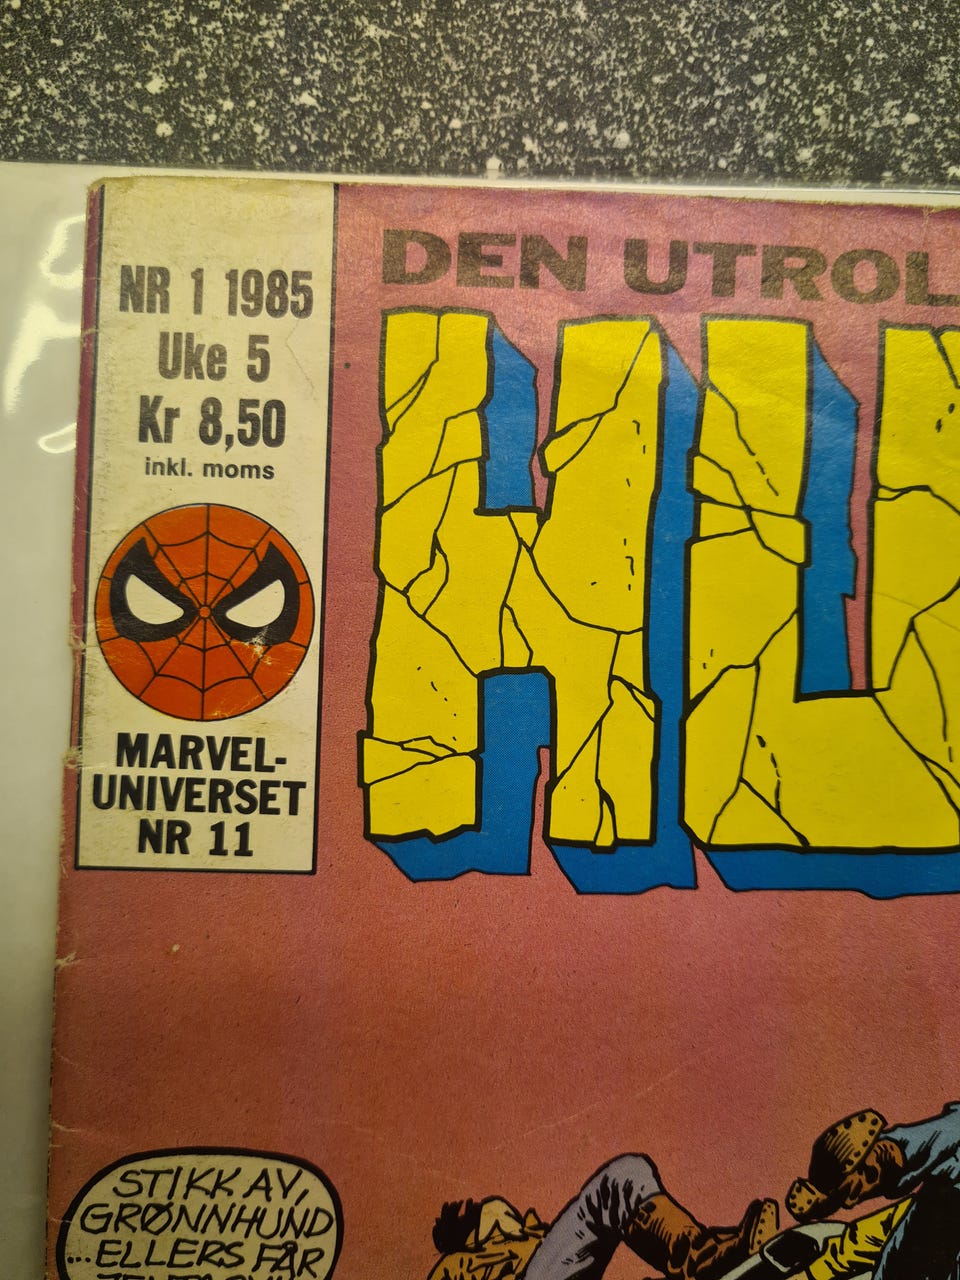 NR 1 1985
Uke 5
Kr 8,50
inkl. moms
MARVEL-
UNIVERSET
NR 11
DEN UTROL
HU
STIKK AV,
GRØNNHUND
...ELLERS FÅR